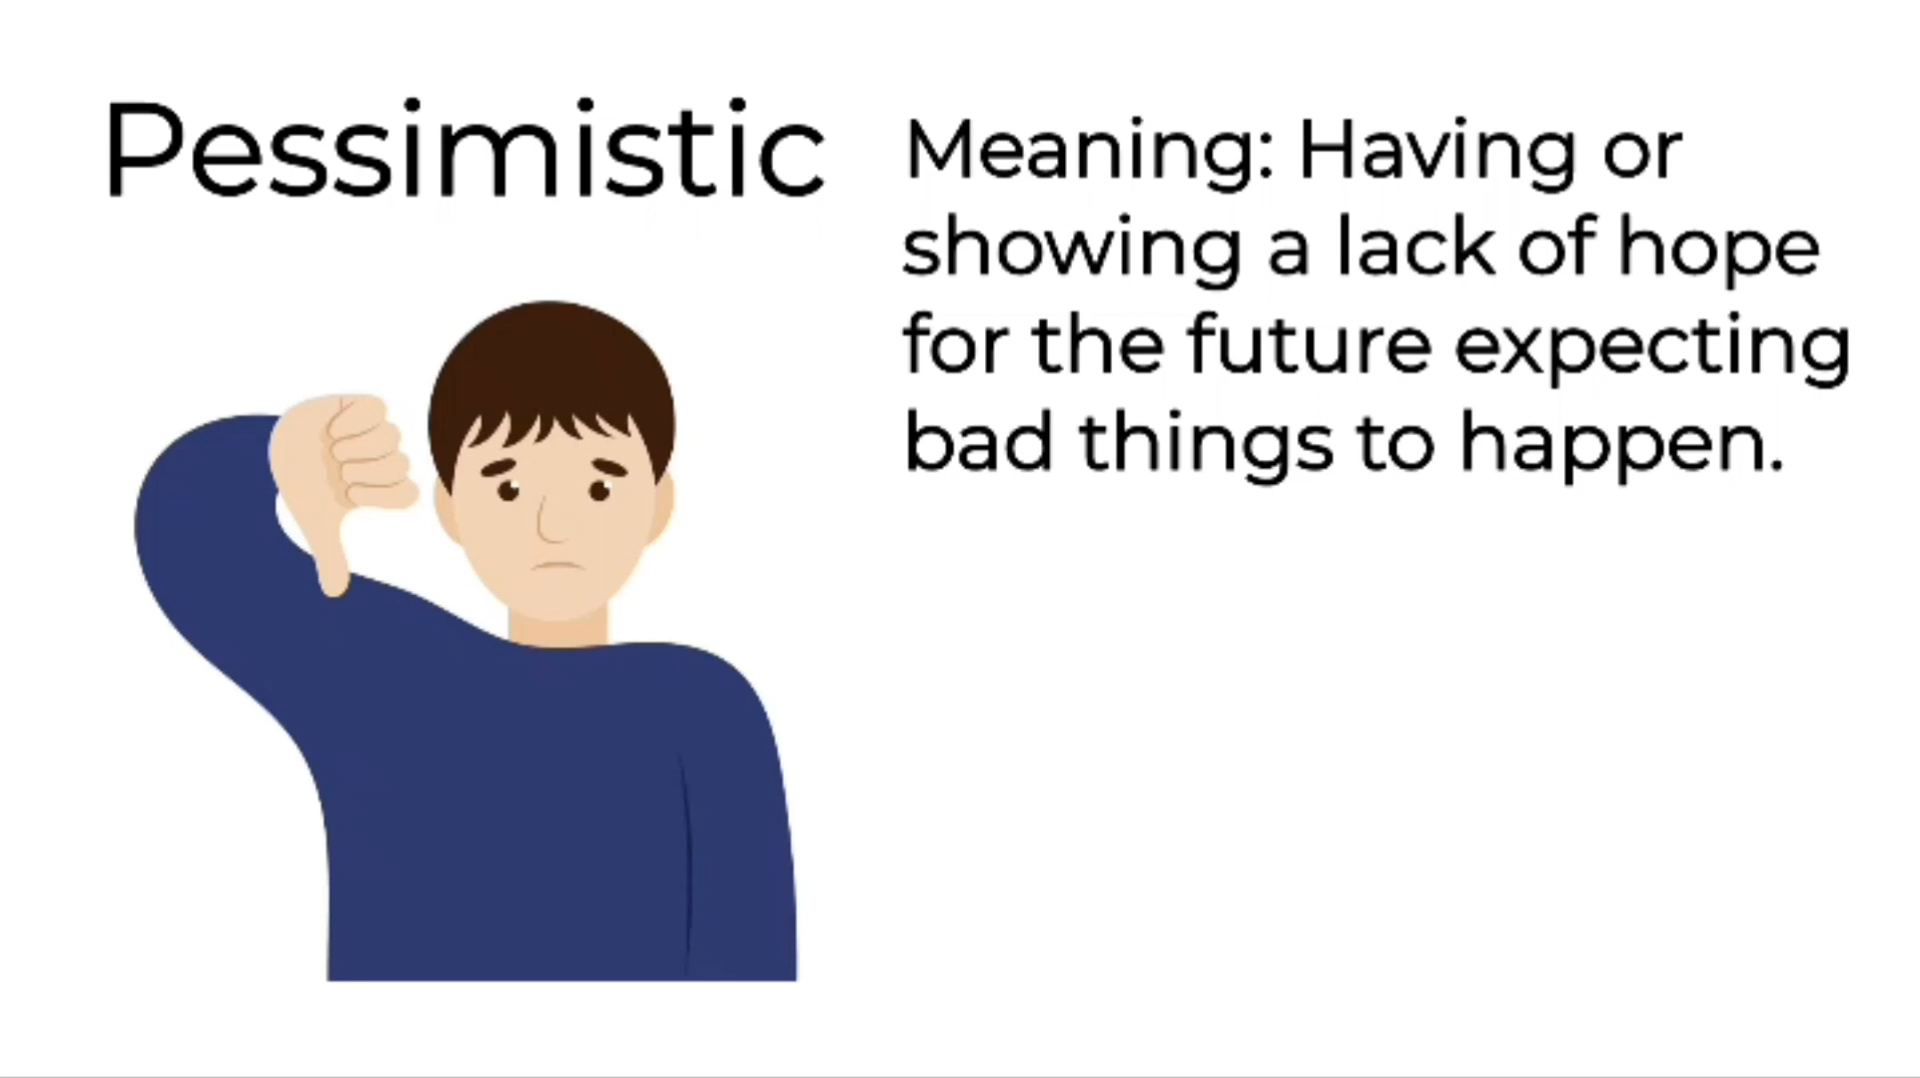 Pessimistic
Meaning: Having or
showing a lack of hope
for the future expecting
bad things to happen.